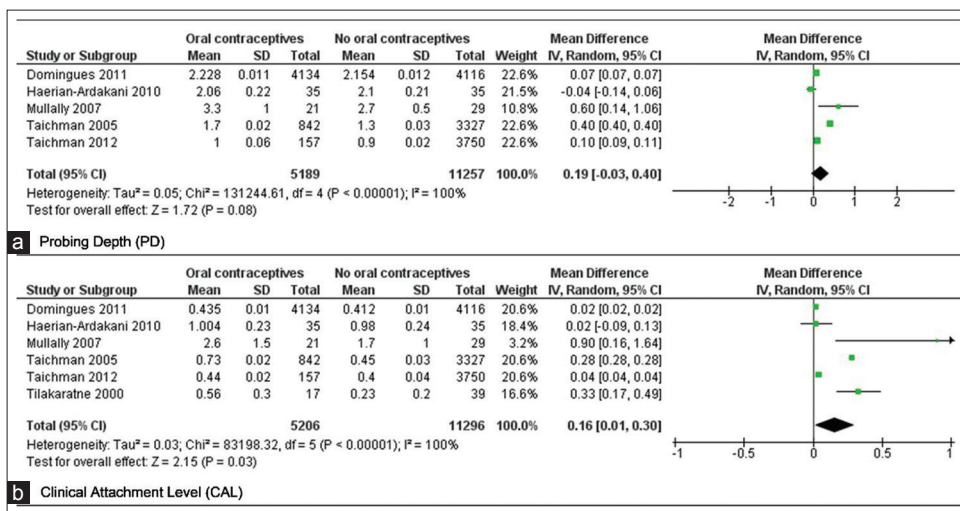 Oral contraceptives No oral contraceptives Mean Difference Mean Difference
Study or Subgroup Mean SD Total Mean SD Total Weight IV, Random, 95% CI IV, Random, 95% CI
Domingues 2011 2.228 0.011 4134 2.154 0.012 4116 22.6% 0.07 [0.07, 0.07]
Haerian-Ardakani 2010 2.06 0.22 35 2.1 0.21 35 21.5% -0.04 [-0.14, 0.06]
Mullally 2007 3.3 1 21 2.7 0.5 29 10.8% 0.60 [0.14, 1.06]
Taichman 2005 1.7 0.02 842 1.3 0.03 3327 22.6% 0.40 [0.40, 0.40]
Taichman 2012 1 0.06 157 0.9 0.02 3750 22.6% 0.10 [0.09, 0.11]
Total (95% CI) 5189 11257 100.0% 0.19 [-0.03, 0.40]
Heterogeneity: Tau² = 0.05; Chi² = 131244.61, df = 4 (P < 0.00001); I² = 100%
Test for overall effect: Z = 1.72 (P = 0.08)
-2 -1 0 1 2
a Probing Depth (PD)
Oral contraceptives No oral contraceptives Mean Difference Mean Difference
Study or Subgroup Mean SD Total Mean SD Total Weight IV, Random, 95% CI IV, Random, 95% CI
Domingues 2011 0.435 0.01 4134 0.412 0.01 4116 20.6% 0.02 [0.02, 0.02]
Haerian-Ardakani 2010 1.004 0.23 35 0.98 0.24 35 18.4% 0.02 [-0.09, 0.13]
Mullally 2007 2.6 1.5 21 1.7 1 29 3.2% 0.90 [0.16, 1.64]
Taichman 2005 0.73 0.02 842 0.45 0.03 3327 20.6% 0.28 [0.28, 0.28]
Taichman 2012 0.44 0.02 157 0.4 0.04 3750 20.6% 0.04 [0.04, 0.04]
Tilakaratne 2000 0.56 0.3 17 0.23 0.2 39 16.6% 0.33 [0.17, 0.49]
Total (95% CI) 5206 11296 100.0% 0.16 [0.01, 0.30]
Heterogeneity: Tau² = 0.03; Chi² = 83198.32, df = 5 (P < 0.00001); I² = 100%
Test for overall effect: Z = 2.15 (P = 0.03)
-1 -0.5 0 0.5 1
b Clinical Attachment Level (CAL)